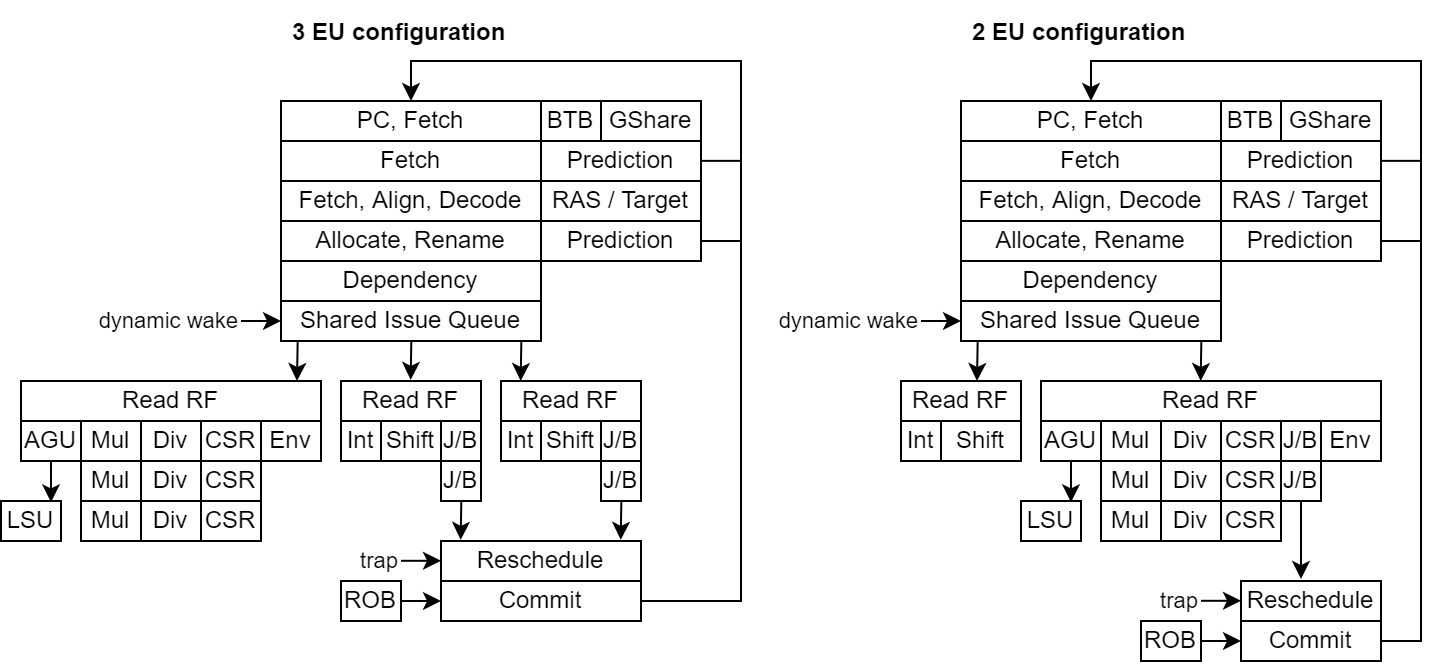 3 EU configuration
PC, Fetch BTB GShare
Fetch Prediction
Fetch, Align, Decode RAS / Target
Allocate, Rename Prediction
Dependency
dynamic wake Shared Issue Queue
Read RF Read RF Read RF
AGU Mul Div CSR Env Int Shift J/B Int Shift J/B
Mul Div CSR J/B J/B
LSU Mul Div CSR
trap Reschedule
ROB Commit
2 EU configuration
PC, Fetch BTB GShare
Fetch Prediction
Fetch, Align, Decode RAS / Target
Allocate, Rename Prediction
Dependency
dynamic wake Shared Issue Queue
Read RF Read RF
Int Shift AGU Mul Div CSR J/B Env
Mul Div CSR J/B
LSU Mul Div CSR
trap Reschedule
ROB Commit